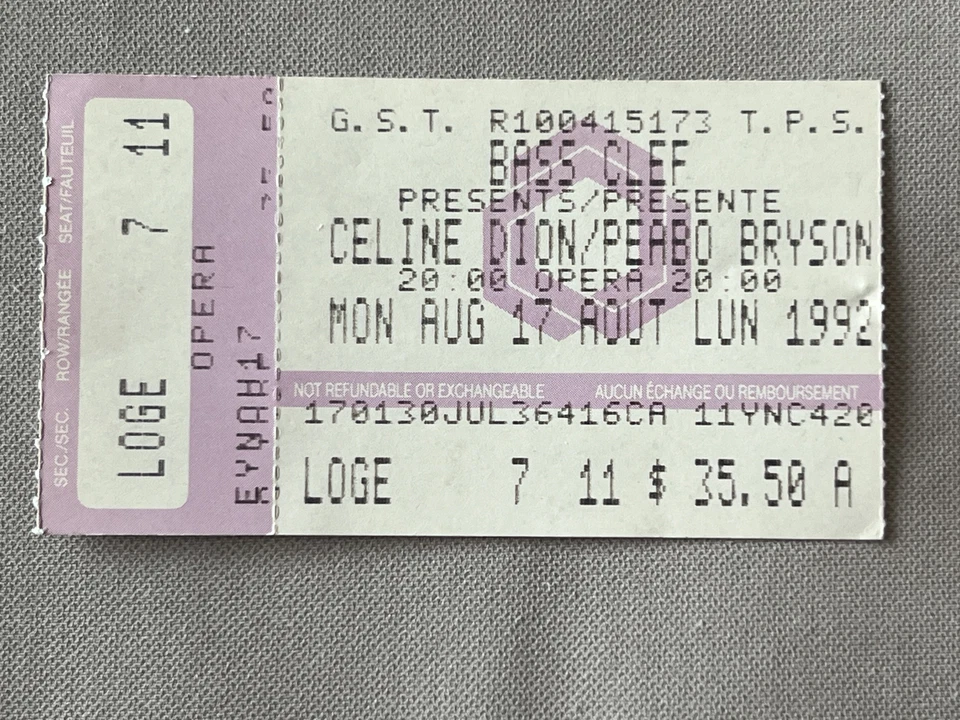 SEC./SEC. ROW/RANGÉE SEAT/FAUTEUIL
LOGE 7 11
OPERA
EYNAH17
G.S.T. R100415173 T.P.S.
BASS CLEF
PRESENTS/PRESENTE
CELINE DION/PEABO BRYSON
20:00 OPERA 20:00
MON AUG 17 AOUT LUN 1992
NOT REFUNDABLE OR EXCHANGEABLE AUCUN ÉCHANGE OU REMBOURSEMENT
170130JUL36416CA 11YNC420
LOGE 7 11 $ 35.50 A